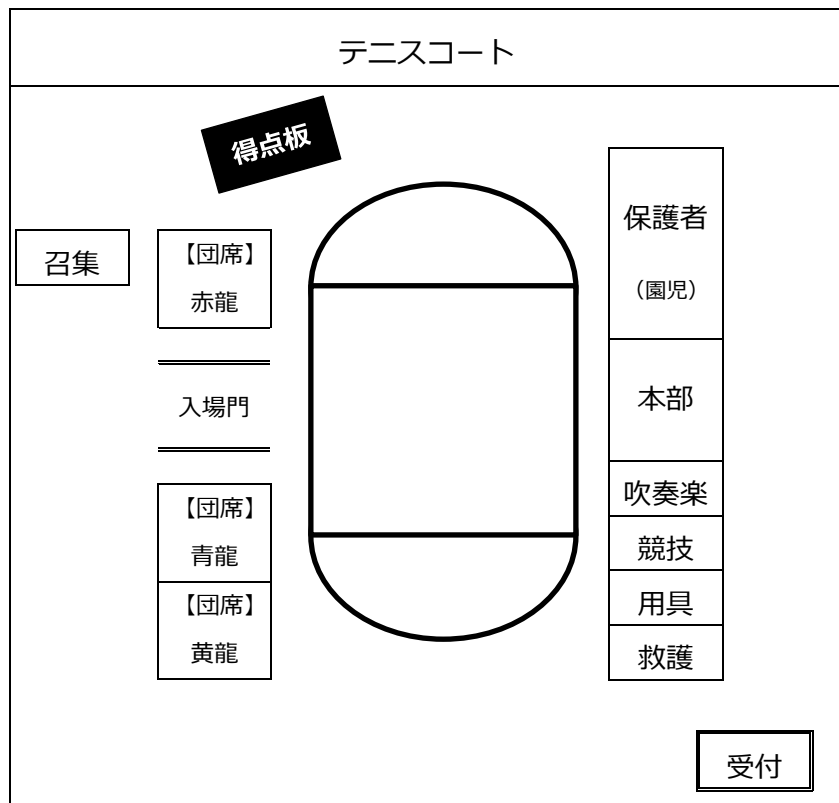 テニスコート
得点板
召集
【団席】
赤龍
入場門
【団席】
青龍
【団席】
黄龍
保護者
（園児）
本部
吹奏楽
競技
用具
救護
受付